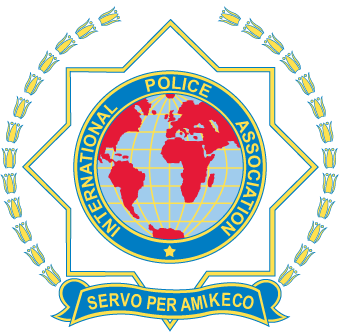 INTERNATIONAL POLICE ASSOCIATION
SERVO PER AMIKECO